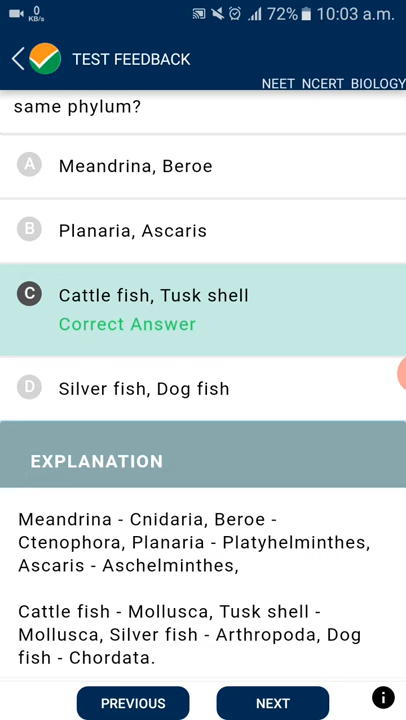 0
KB/s
72%
10:03 a.m.
TEST FEEDBACK
NEET NCERT BIOLOGY
same phylum?
A
Meandrina, Beroe
B
Planaria, Ascaris
C
Cattle fish, Tusk shell
Correct Answer
D
Silver fish, Dog fish
EXPLANATION
Meandrina - Cnidaria, Beroe -
Ctenophora, Planaria - Platyhelminthes,
Ascaris - Aschelminthes,
Cattle fish - Mollusca, Tusk shell -
Mollusca, Silver fish - Arthropoda, Dog
fish - Chordata.
PREVIOUS
NEXT